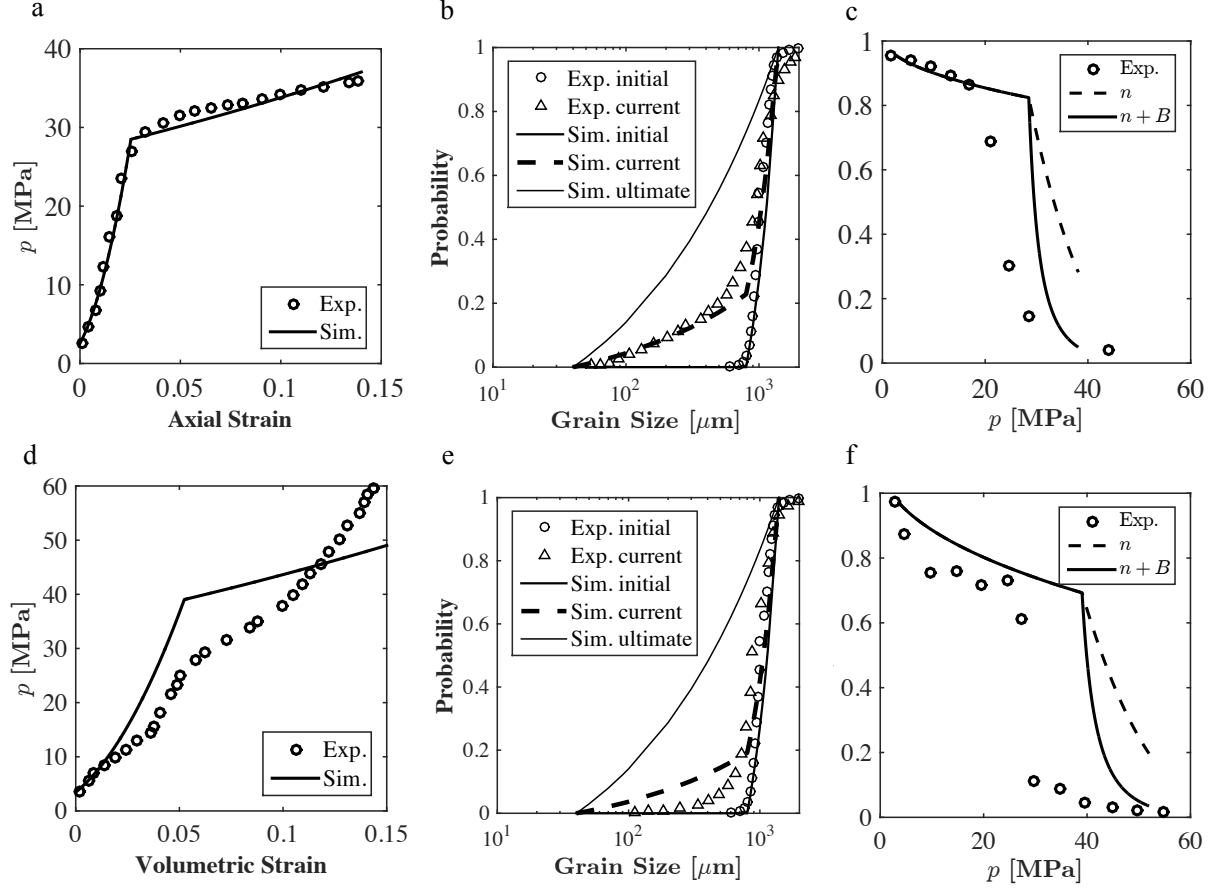 a
40
30
20
10
0
p [MPa]
0 0.05 0.1 0.15
Axial Strain
Exp.
Sim.
b
1
0.8
0.6
0.4
0.2
0
Probability
10^1 10^2 10^3
Grain Size [μm]
Exp. initial
Exp. current
Sim. initial
Sim. current
Sim. ultimate
c
1
0.8
0.6
0.4
0.2
0
0 20 40 60
p [MPa]
Exp.
n
n + B
d
60
50
40
30
20
10
0
p [MPa]
0 0.05 0.1 0.15
Volumetric Strain
Exp.
Sim.
e
1
0.8
0.6
0.4
0.2
0
Probability
10^1 10^2 10^3
Grain Size [μm]
Exp. initial
Exp. current
Sim. initial
Sim. current
Sim. ultimate
f
1
0.8
0.6
0.4
0.2
0
0 20 40 60
p [MPa]
Exp.
n
n + B